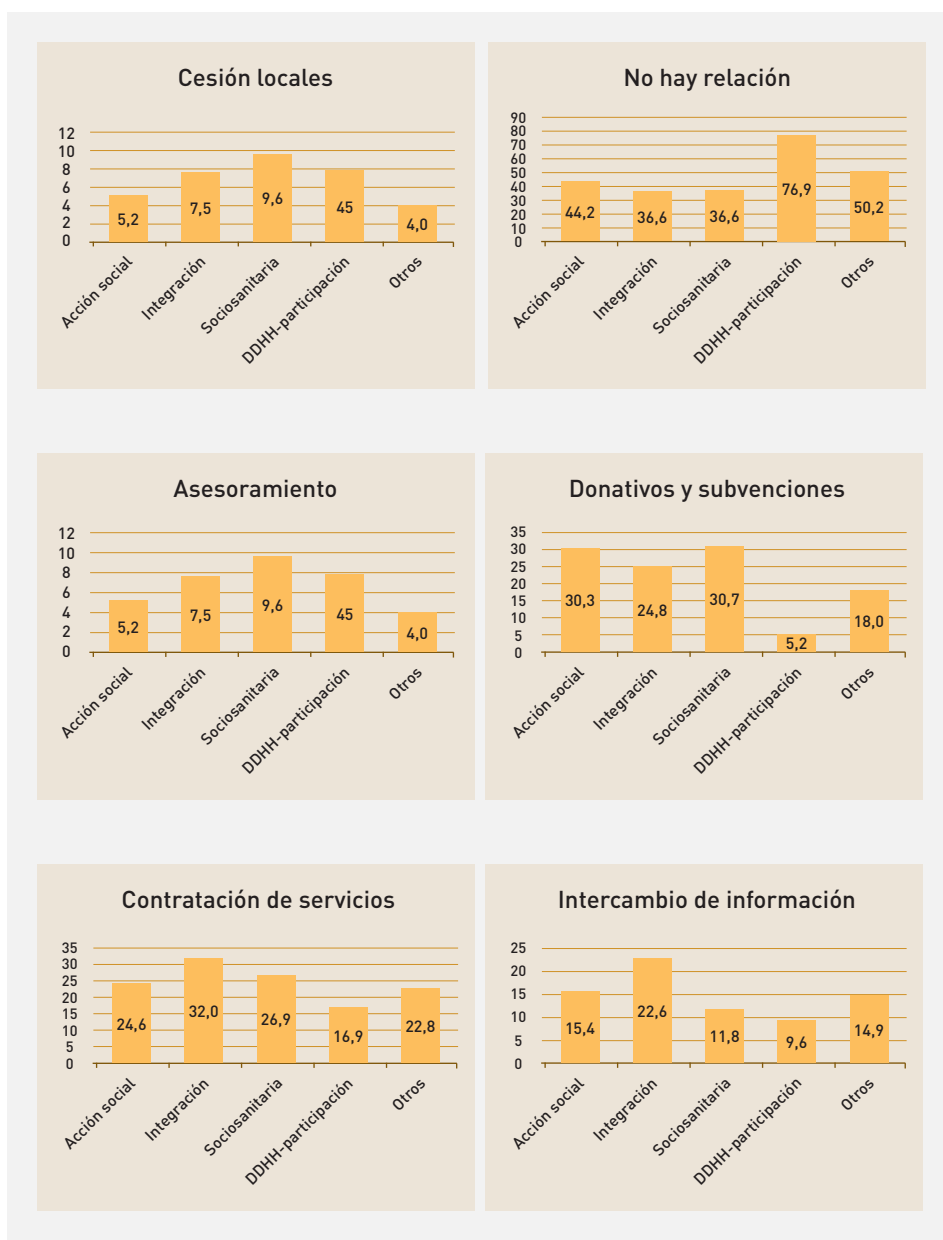 Cesión locales
12
10
8
6
4
2
0
5,2
7,5
9,6
45
4,0
Acción social
Integración
Sociosanitaria
DDHH-participación
Otros
No hay relación
90
80
70
60
50
40
30
20
10
0
44,2
36,6
36,6
76,9
50,2
Acción social
Integración
Sociosanitaria
DDHH-participación
Otros
Asesoramiento
12
10
8
6
4
2
0
5,2
7,5
9,6
45
4,0
Acción social
Integración
Sociosanitaria
DDHH-participación
Otros
Donativos y subvenciones
35
30
25
20
15
10
5
0
30,3
24,8
30,7
5,2
18,0
Acción social
Integración
Sociosanitaria
DDHH-participación
Otros
Contratación de servicios
35
30
25
20
15
10
5
0
24,6
32,0
26,9
16,9
22,8
Acción social
Integración
Sociosanitaria
DDHH-participación
Otros
Intercambio de información
25
20
15
10
5
0
15,4
22,6
11,8
9,6
14,9
Acción social
Integración
Sociosanitaria
DDHH-participación
Otros